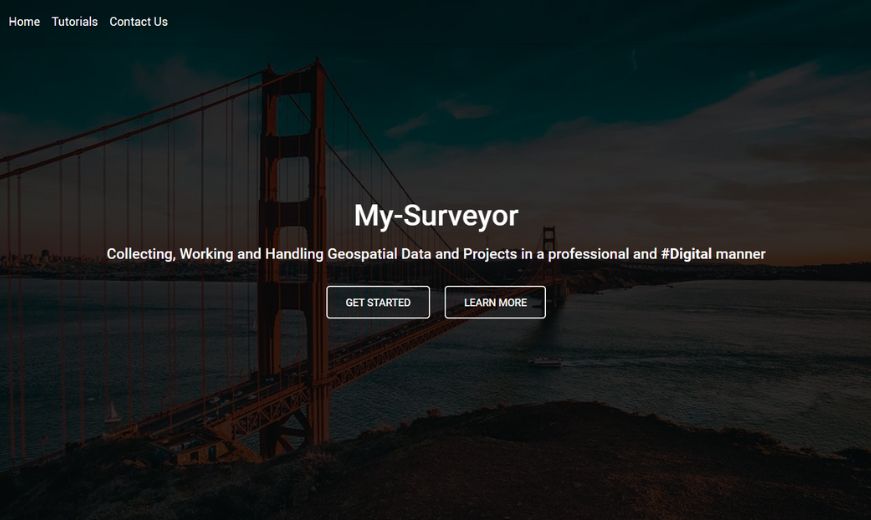 Home Tutorials Contact Us
My-Surveyor
Collecting, Working and Handling Geospatial Data and Projects in a professional and #Digital manner
GET STARTED LEARN MORE